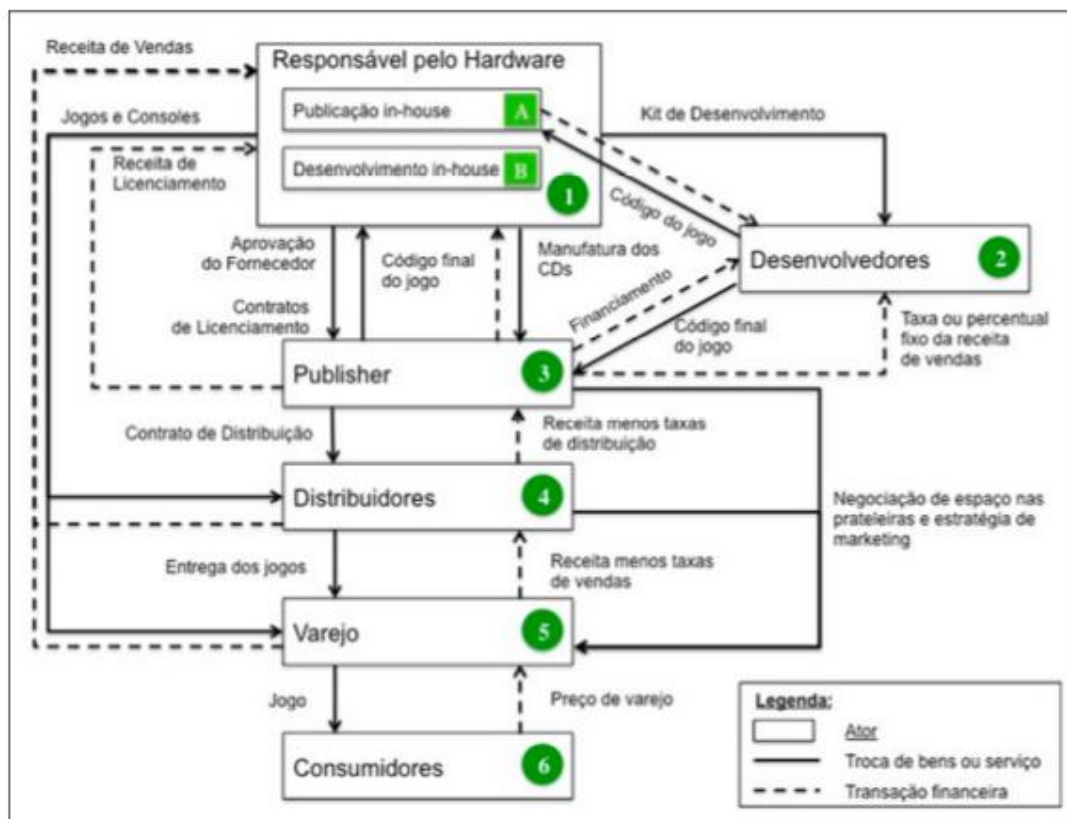 Receita de Vendas
Responsável pelo Hardware
Publicação in-house
A
Kit de Desenvolvimento
Jogos e Consoles
Receita de
Licenciamento
Desenvolvimento in-house
B
1
Código do jogo
Aprovação
do Fornecedor
Código final
do jogo
Manufatura dos
CDs
Desenvolvedores
2
Contratos
de Licenciamento
Financiamento
Código final
do jogo
Taxa ou percentual
fixo da receita
de vendas
Publisher
3
Contrato de Distribuição
Receita menos taxas
de distribuição
Distribuidores
4
Negociação de espaço nas
prateleiras e estratégia de
marketing
Entrega dos jogos
Receita menos taxas
de vendas
Varejo
5
Jogo
Preço de varejo
Consumidores
6
Legenda:
Ator
Troca de bens ou serviço
Transação financeira